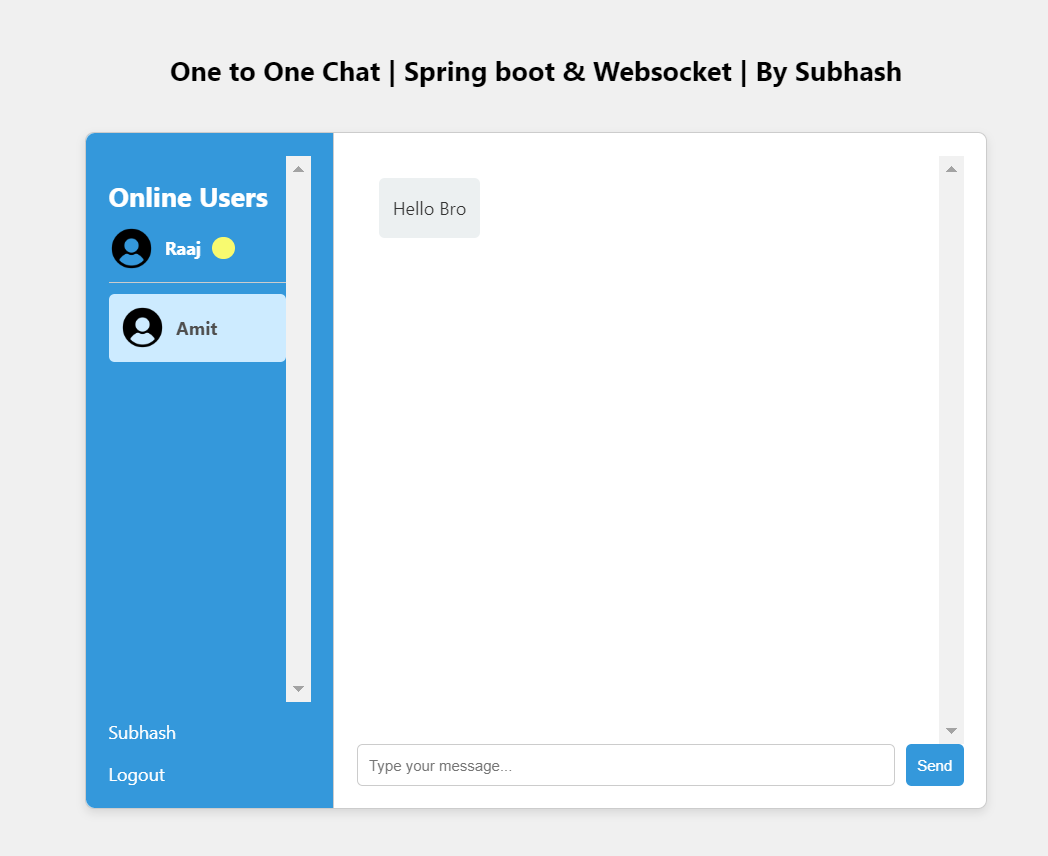 One to One Chat | Spring boot & Websocket | By Subhash
Online Users
Raaj
Amit
Subhash
Logout
Hello Bro
Type your message...
Send